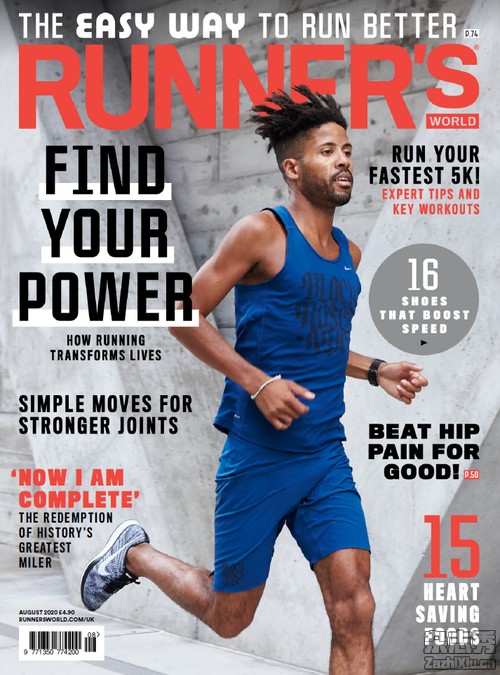 THE EASY WAY TO RUN BETTER P.74
RUNNER'S
WORLD
FIND
YOUR
POWER
HOW RUNNING
TRANSFORMS LIVES
SIMPLE MOVES FOR
STRONGER JOINTS
'NOW I AM
COMPLETE'
THE REDEMPTION
OF HISTORY'S
GREATEST
MILER
AUGUST 2020 £4.90
RUNNERSWORLD.COM/UK
08
9 771350 774200
RUN YOUR
FASTEST 5K!
EXPERT TIPS AND
KEY WORKOUTS
16
SHOES
THAT BOOST
SPEED
BEAT HIP
PAIN FOR
GOOD! P.50
15
HEART
SAVING
FOODS
ZazhiXiu.cn